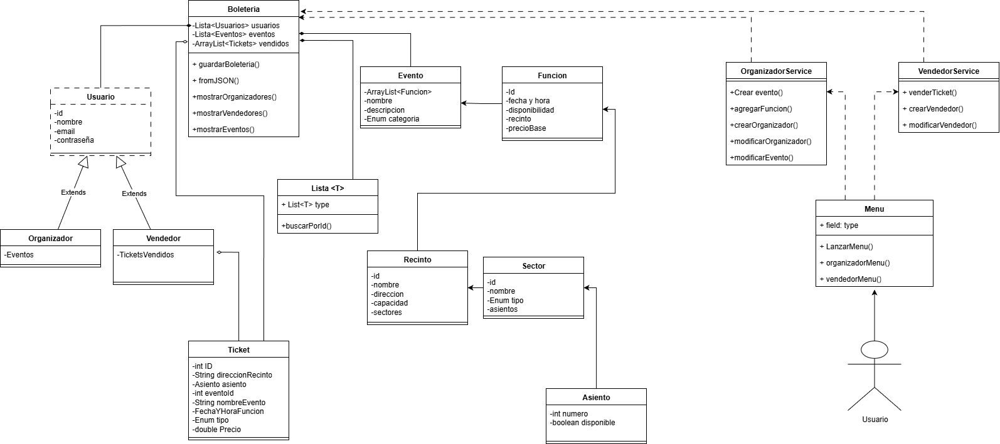 Boleteria
-Lista<Usuarios> usuarios
-Lista<Eventos> eventos
-ArrayList<Tickets> vendidos
+ guardarBoleteria()
+ fromJSON()
+mostrarOrganizadores()
+mostrarVendedores()
+mostrarEventos()
Usuario
-id
-nombre
-email
-contraseña
Extends
Extends
Organizador
-Eventos
Vendedor
-TicketsVendidos
Evento
-ArrayList<Funcion>
-nombre
-descripcion
-Enum categoria
Funcion
-Id
-fecha y hora
-disponibilidad
-recinto
-precioBase
Lista <T>
+ List<T> type
+buscarPorId()
Recinto
-id
-nombre
-direccion
-capacidad
-sectores
Sector
-id
-nombre
-Enum tipo
-asientos
Ticket
-int ID
-String direccionRecinto
-Asiento asiento
-int eventoId
-String nombreEvento
-FechaYHoraFuncion
-Enum tipo
-double Precio
Asiento
-int numero
-boolean disponible
OrganizadorService
+Crear evento()
+agregarFuncion()
+crearOrganizador()
+modificarOrganizador()
+modificarEvento()
VendedorService
+ venderTicket()
+ crearVendedor()
+ modificarVendedor()
Menu
+ field: type
+ LanzarMenu()
+ organizadorMenu()
+ vendedorMenu()
Usuario